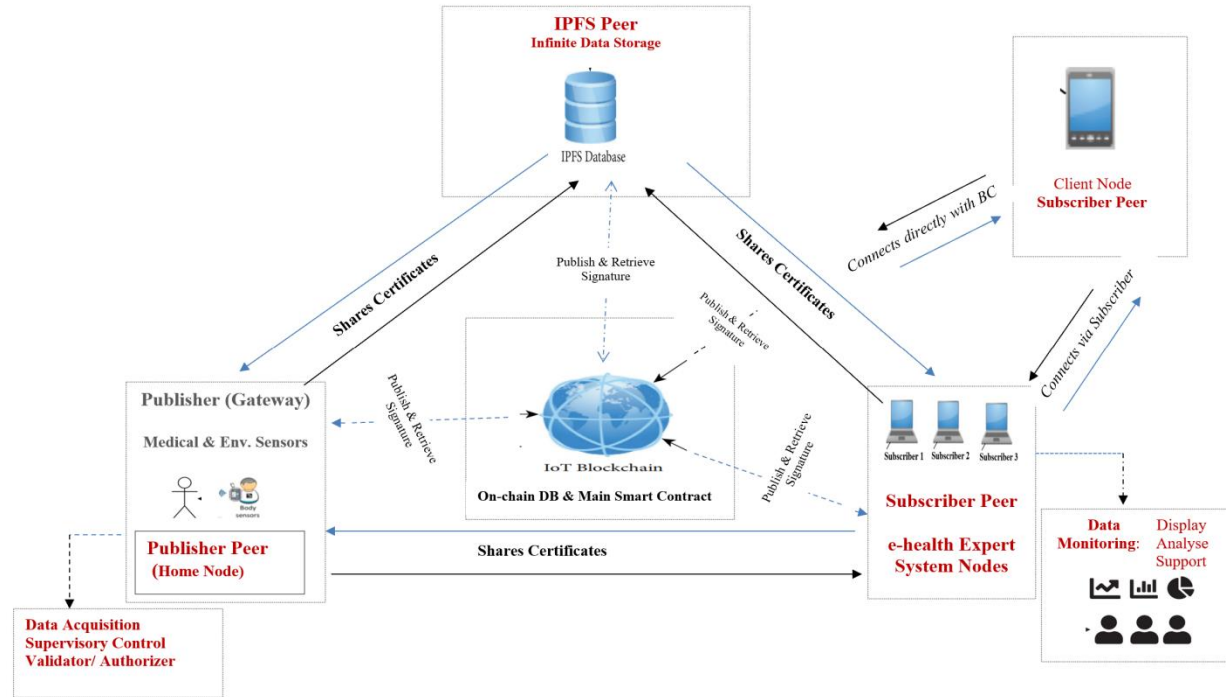 IPFS Peer
Infinite Data Storage
IPFS Database
Client Node
Subscriber Peer
Connects directly with BC
Connects via Subscriber
Shares Certificates
Shares Certificates
Publish & Retrieve
Signature
Publish & Retrieve
Signature
Publish & Retrieve
Signature
Publish & Retrieve
Signature
IoT Blockchain
On-chain DB & Main Smart Contract
Publisher (Gateway)
Medical & Env. Sensors
Body
sensors
Publisher Peer
(Home Node)
Shares Certificates
Subscriber 1
Subscriber 2
Subscriber 3
Subscriber Peer
e-health Expert
System Nodes
Data Monitoring: Display
Analyse
Support
Data Acquisition
Supervisory Control
Validator/ Authorizer